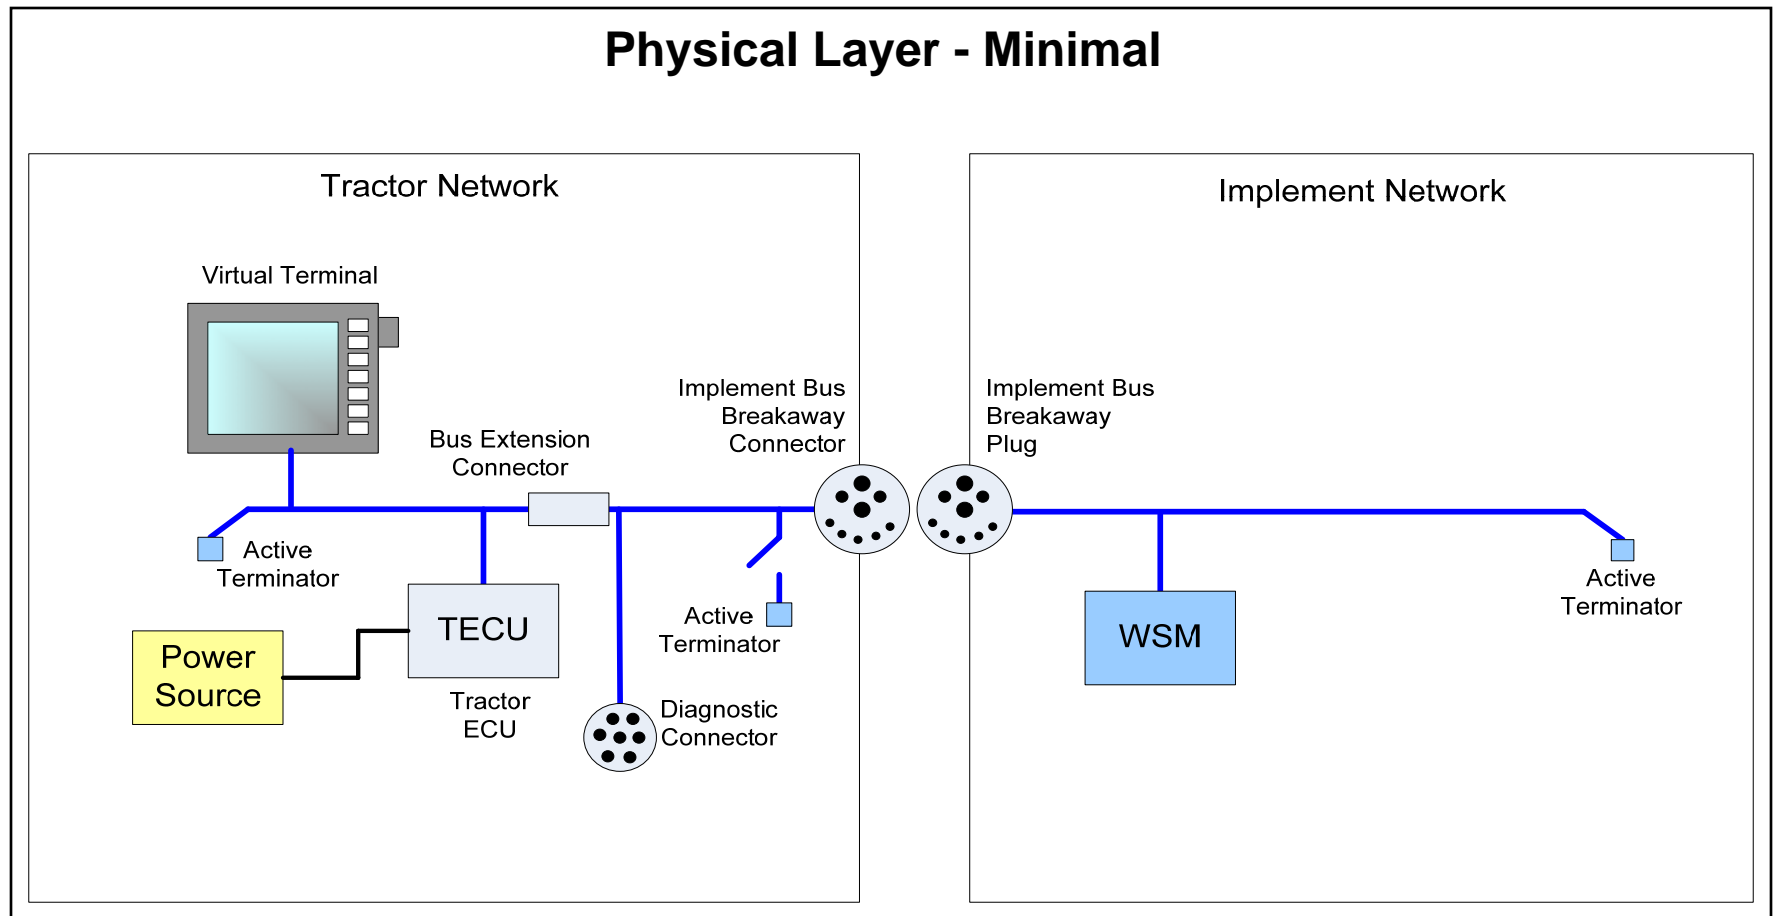 Physical Layer - Minimal
Tractor Network
Implement Network
Virtual Terminal
Implement Bus
Breakaway
Connector
Implement Bus
Breakaway
Plug
Bus Extension
Connector
Active
Terminator
TECU
Tractor
ECU
Power
Source
Active
Terminator
Diagnostic
Connector
WSM
Active
Terminator